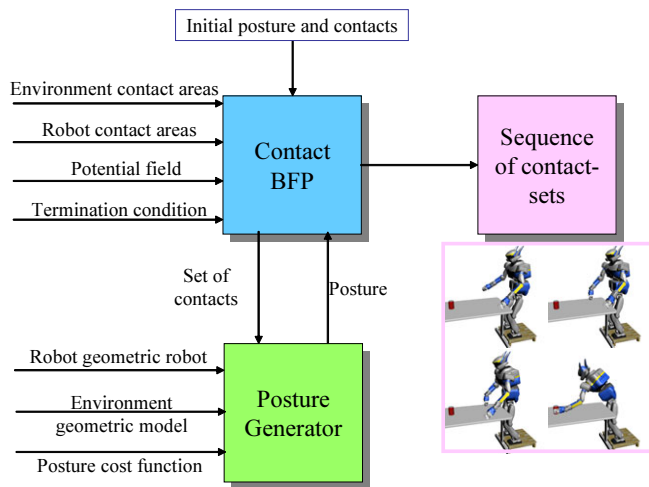 Initial posture and contacts
Environment contact areas
Robot contact areas
Potential field
Termination condition
Contact
BFP
Sequence
of contact-
sets
Set of
contacts
Posture
Robot geometric robot
Environment
geometric model
Posture cost function
Posture
Generator